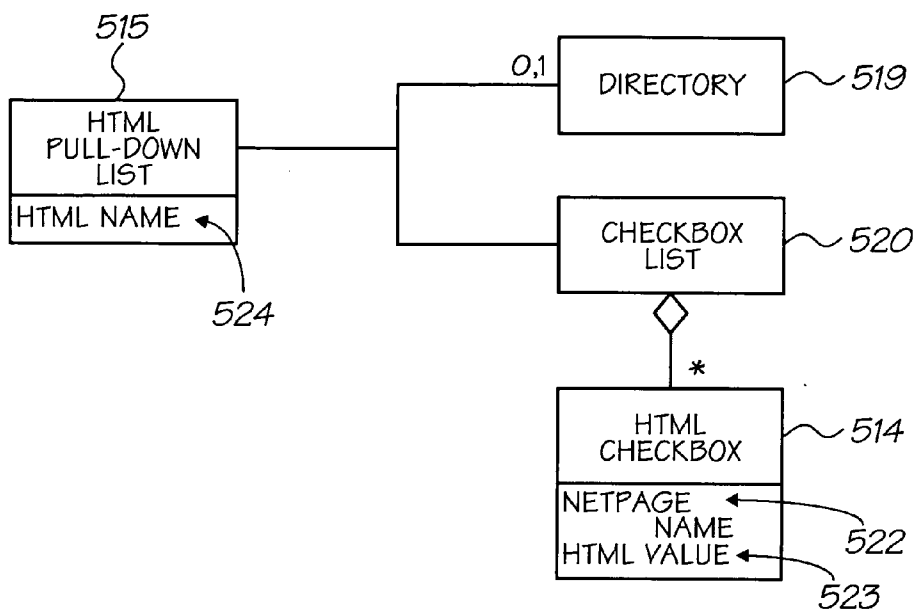 515
HTML
PULL-DOWN
LIST
HTML NAME
524
0,1
DIRECTORY
519
CHECKBOX
LIST
520
*
HTML
CHECKBOX
514
NETPAGE
NAME
522
HTML VALUE
523